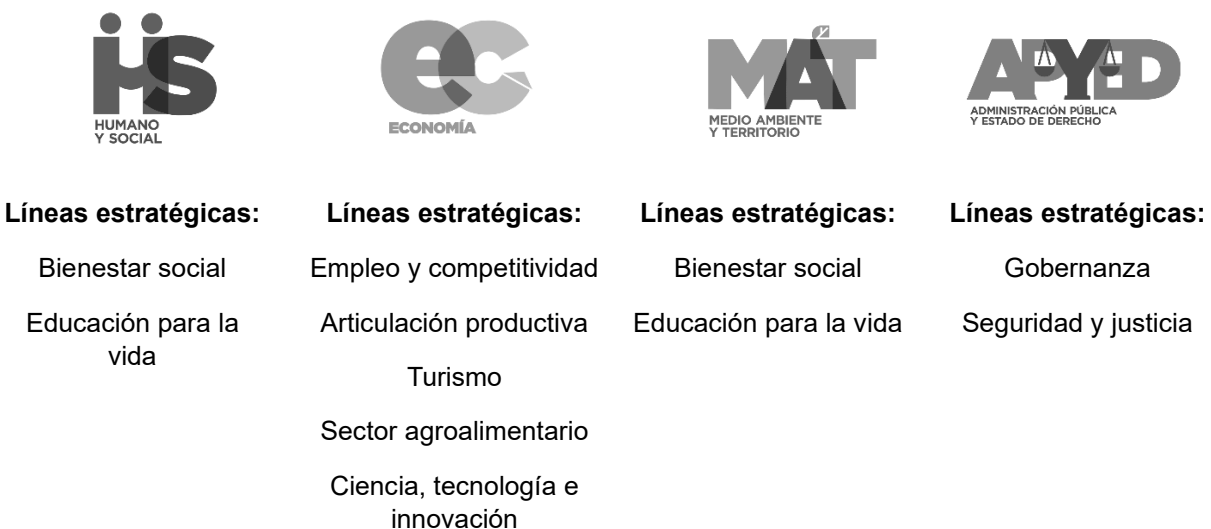 HS
HUMANO
Y SOCIAL
Líneas estratégicas:
Bienestar social
Educación para la
vida
ec
ECONOMÍA
Líneas estratégicas:
Empleo y competitividad
Articulación productiva
Turismo
Sector agroalimentario
Ciencia, tecnología e
innovación
MÁT
MEDIO AMBIENTE
Y TERRITORIO
Líneas estratégicas:
Bienestar social
Educación para la vida
APYED
ADMINISTRACIÓN PÚBLICA
Y ESTADO DE DERECHO
Líneas estratégicas:
Gobernanza
Seguridad y justicia